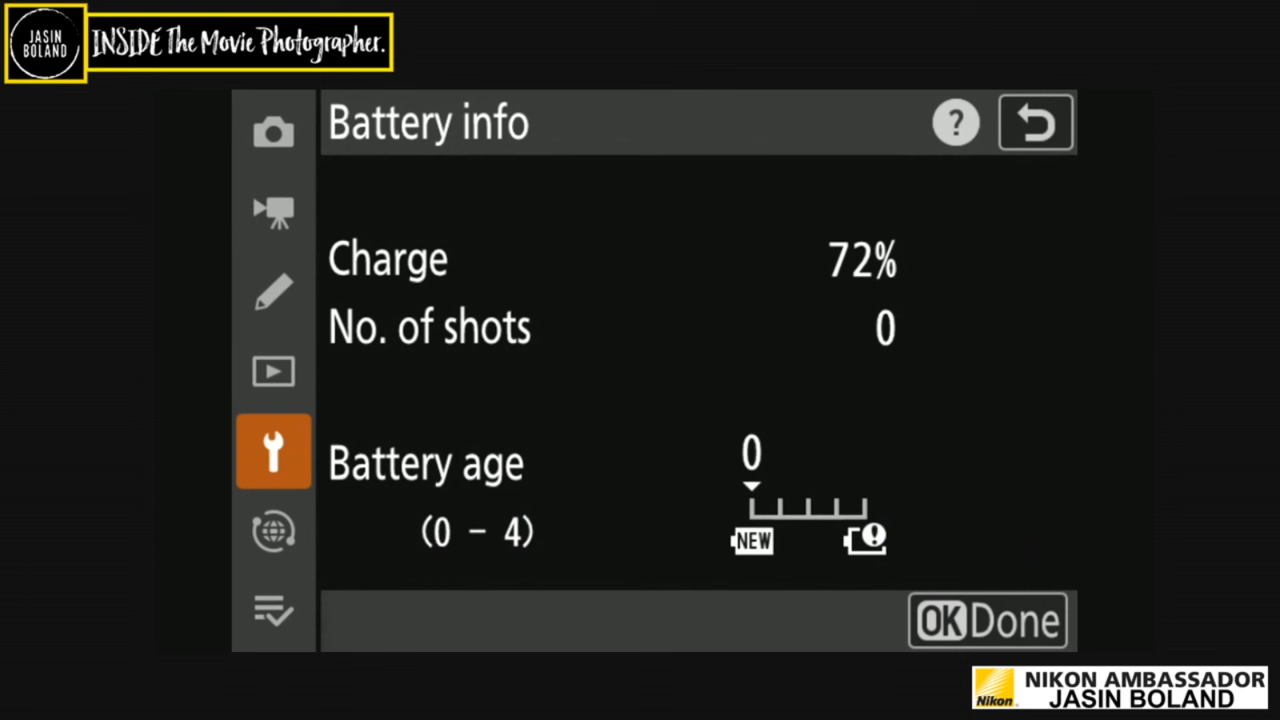 JASIN
BOLAND
INSIDE The Movie Photographer.
Battery info
?
Charge 72%
No. of shots 0
Battery age 0
(0 - 4)
NEW
OK Done
Nikon
NIKON AMBASSADOR
JASIN BOLAND